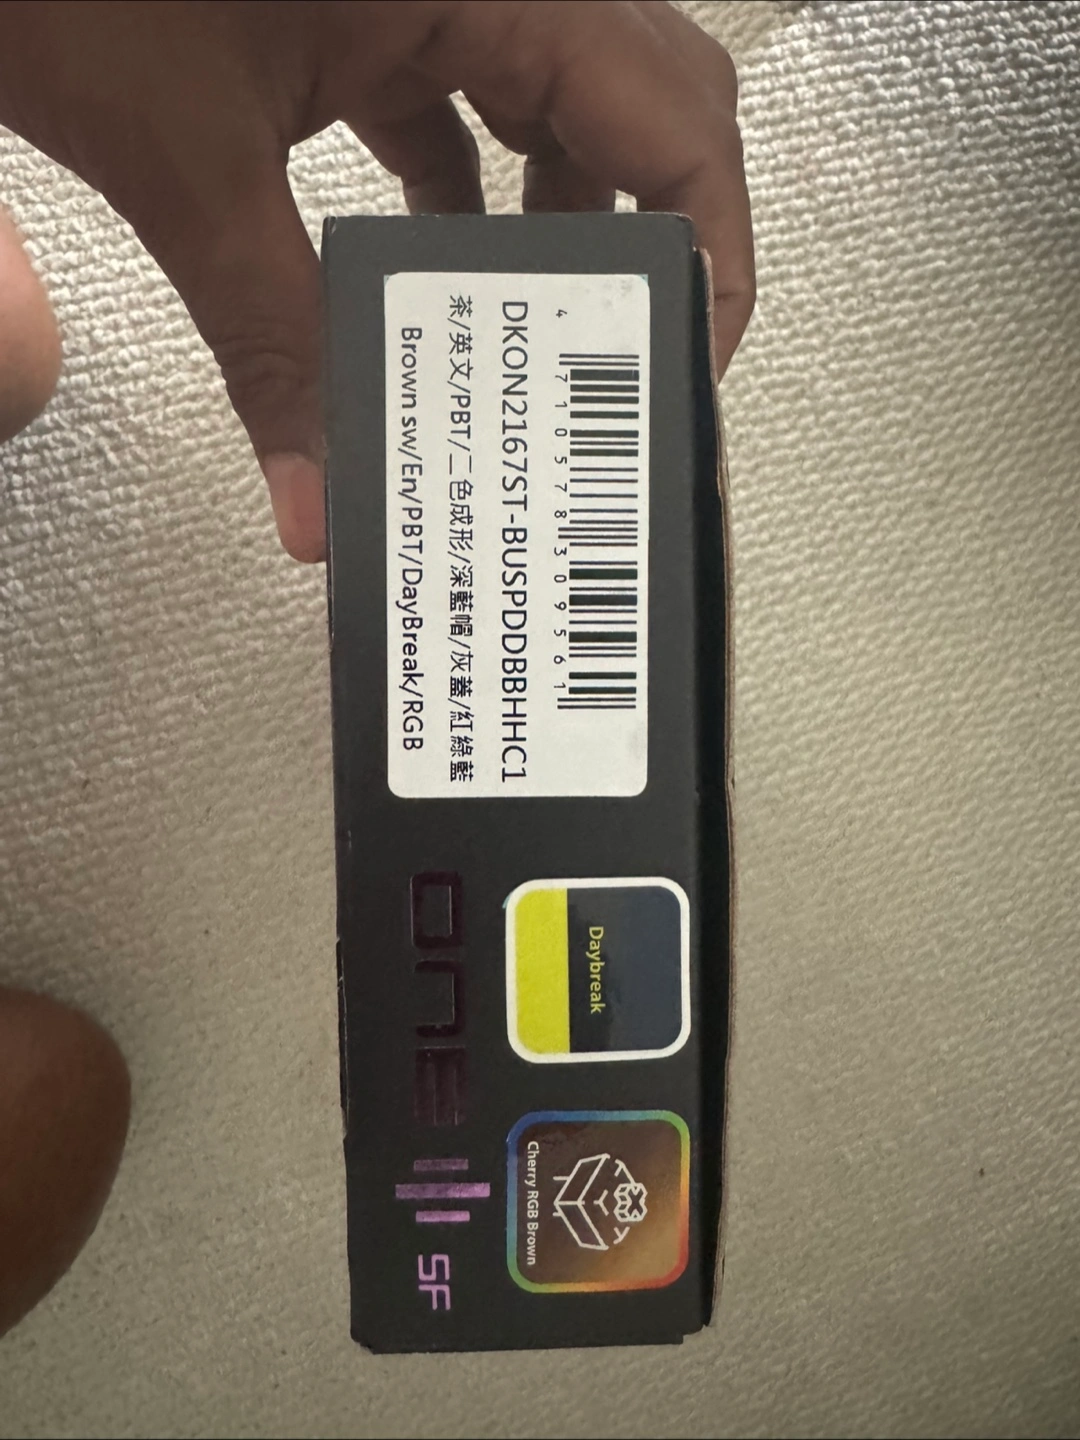 4 710578 309561
DKON2167ST-BUSPDDBBHHC1
茶/英文/PBT/二色成形/深藍帽/灰蓋/紅綠藍
Brown sw/En/PBT/DayBreak/RGB
Daybreak
Cherry RGB Brown
ONE SF